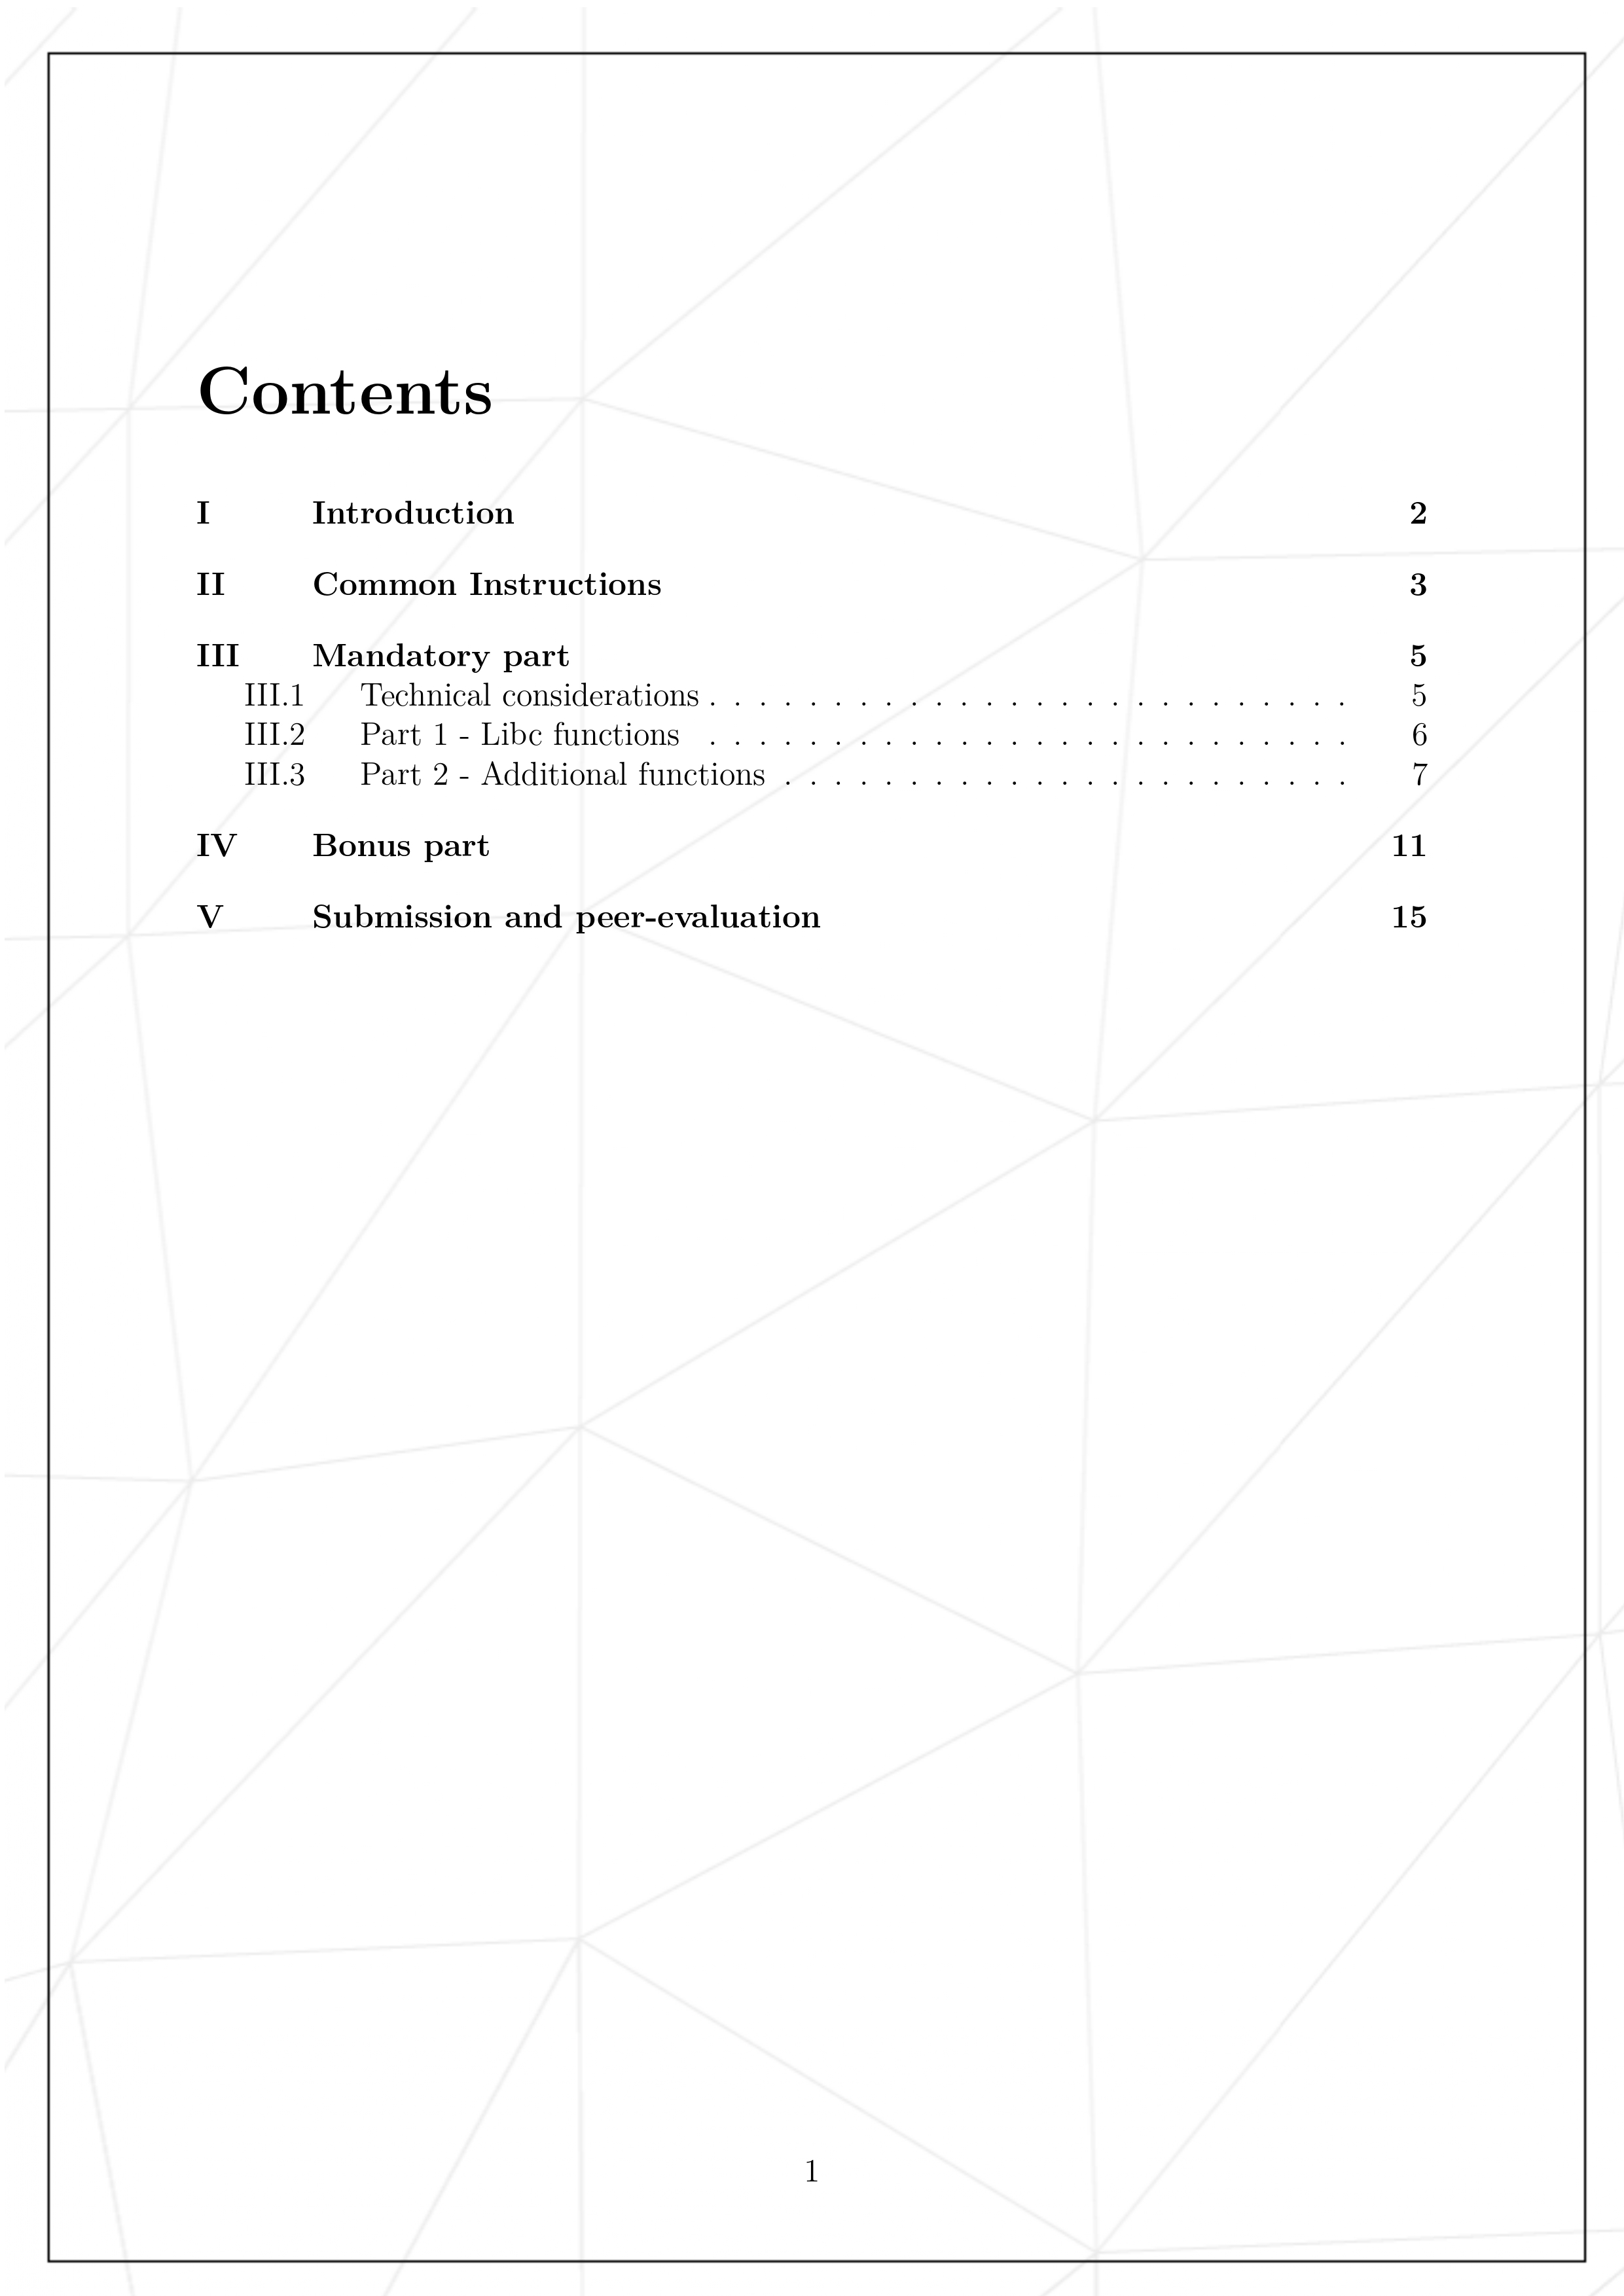 Contents
I Introduction 2
II Common Instructions 3
III Mandatory part 5
III.1 Technical considerations . . . . . . . . . . . . . . . . . . . . . . . . . . 5
III.2 Part 1 - Libc functions . . . . . . . . . . . . . . . . . . . . . . . . . . 6
III.3 Part 2 - Additional functions . . . . . . . . . . . . . . . . . . . . . . . 7
IV Bonus part 11
V Submission and peer-evaluation 15
1